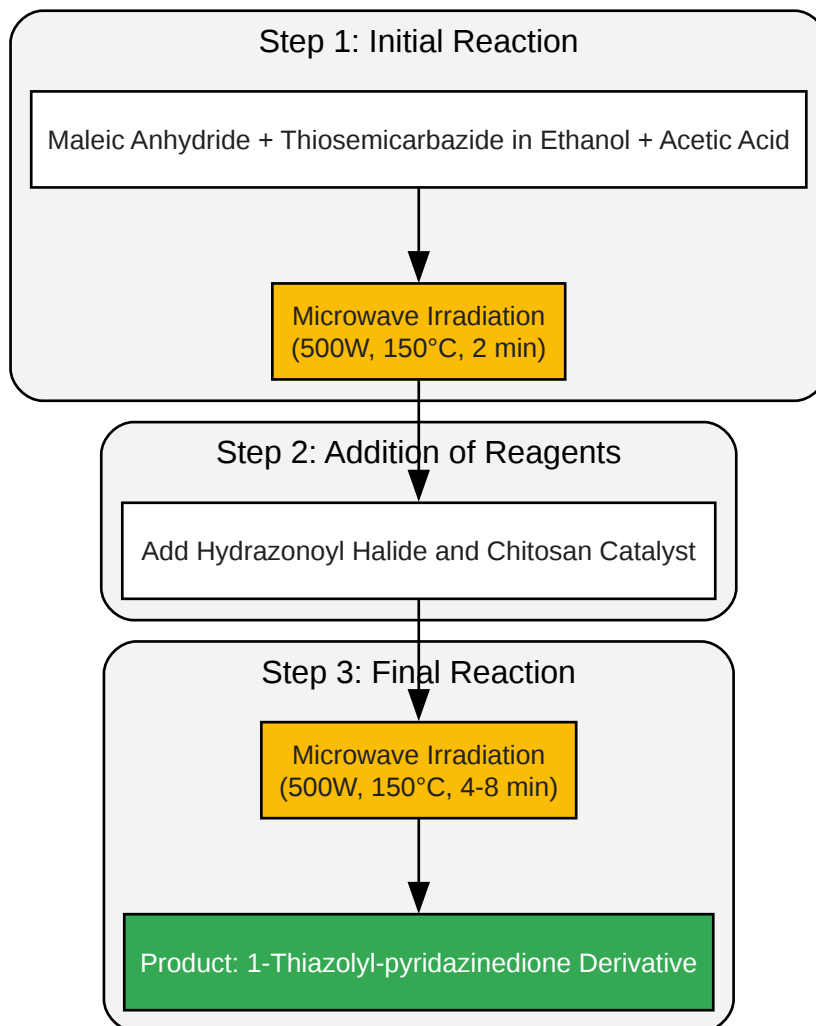 Step 1: Initial Reaction
Maleic Anhydride + Thiosemicarbazide in Ethanol + Acetic Acid
Microwave Irradiation
(500W, 150°C, 2 min)
Step 2: Addition of Reagents
Add Hydrazonoyl Halide and Chitosan Catalyst
Step 3: Final Reaction
Microwave Irradiation
(500W, 150°C, 4-8 min)
Product: 1-Thiazolyl-pyridazinedione Derivative